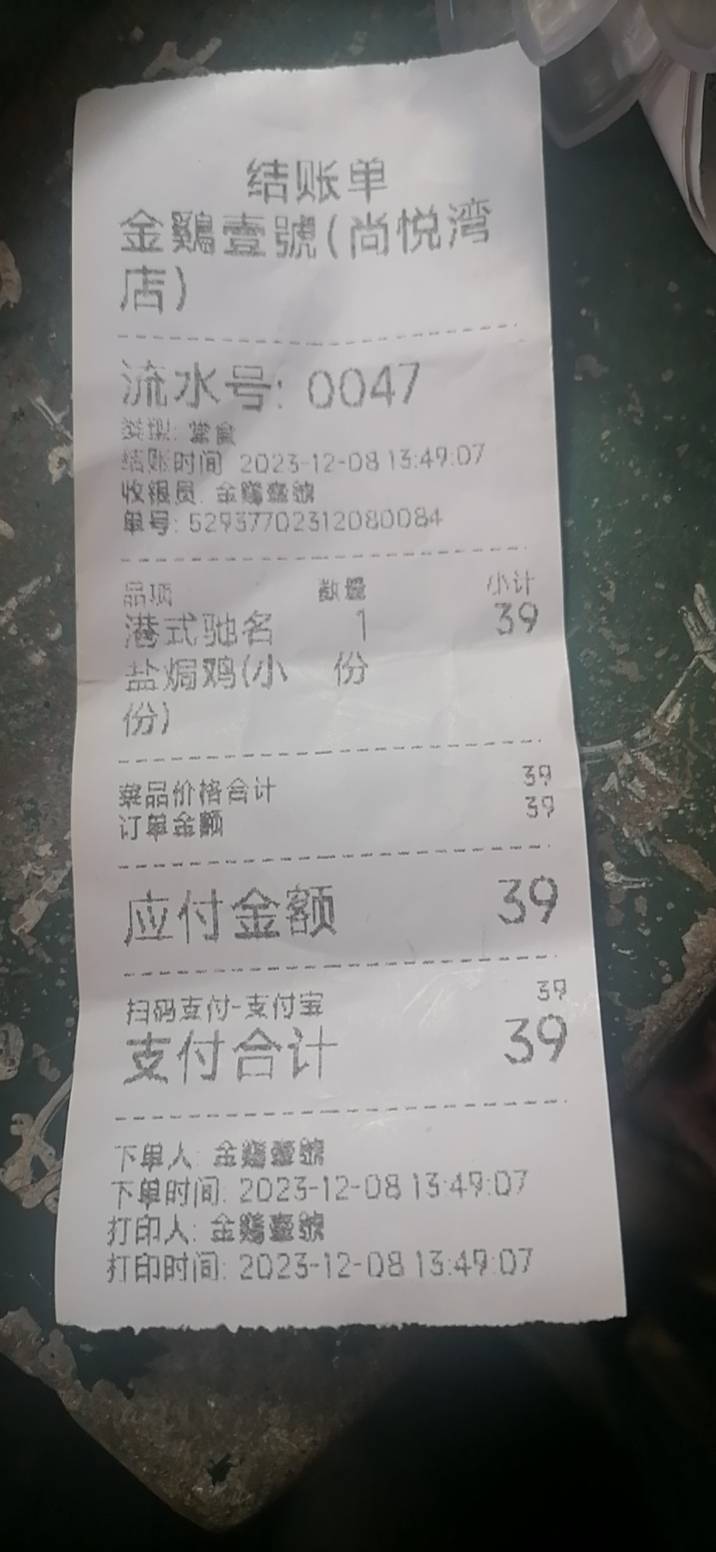 结账单
金鷄壹號(尚悦湾
店)
流水号: 0047
类型: 堂食
结账时间 2023-12-08 13:49:07
收银员: 金鷄壹號
单号: 52937702312080084
品项 数量 小计
港式驰名 1 39
盐焗鸡(小 份
份)
菜品价格合计 39
订单金额 39
应付金额 39
扫码支付-支付宝 39
支付合计 39
下单人: 金鷄壹號
下单时间: 2023-12-08 13:49:07
打印人: 金鷄壹號
打印时间: 2023-12-08 13:49:07